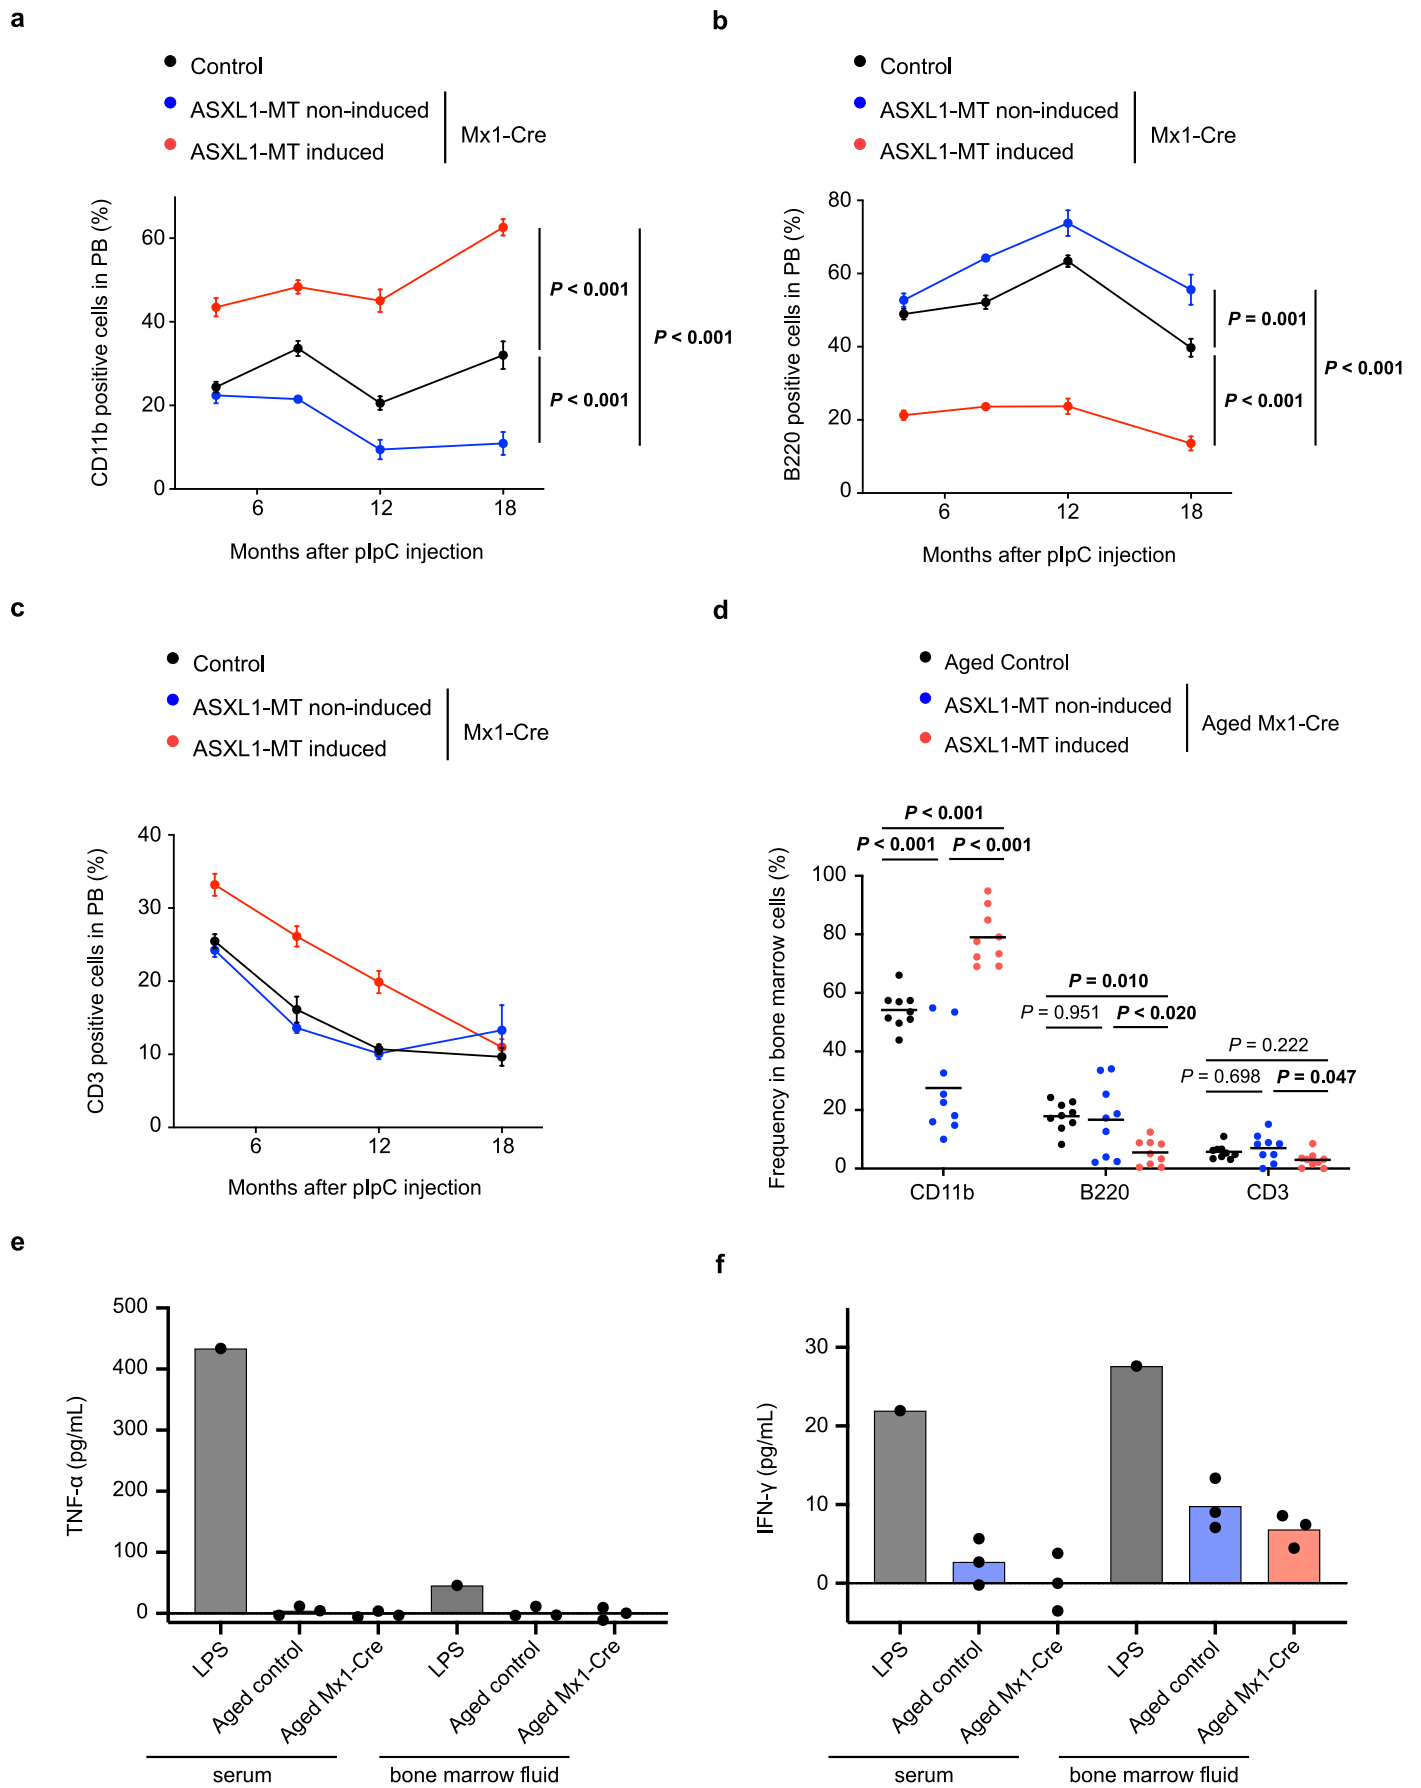 a
Control
ASXL1-MT non-induced
ASXL1-MT induced
Mx1-Cre
CD11b positive cells in PB (%)
60
40
20
0
6
12
18
Months after pIpC injection
P < 0.001
P < 0.001
P < 0.001
b
Control
ASXL1-MT non-induced
ASXL1-MT induced
Mx1-Cre
B220 positive cells in PB (%)
80
60
40
20
0
6
12
18
Months after pIpC injection
P = 0.001
P < 0.001
P < 0.001
c
Control
ASXL1-MT non-induced
ASXL1-MT induced
Mx1-Cre
CD3 positive cells in PB (%)
40
30
20
10
0
6
12
18
Months after pIpC injection
d
Aged Control
ASXL1-MT non-induced
ASXL1-MT induced
Aged Mx1-Cre
Frequency in bone marrow cells (%)
100
80
60
40
20
0
P < 0.001
P < 0.001
P < 0.001
P = 0.010
P = 0.951
P < 0.020
P = 0.222
P = 0.698
P = 0.047
CD11b
B220
CD3
e
TNF-α (pg/mL)
500
400
300
200
100
0
LPS
Aged control
Aged Mx1-Cre
LPS
Aged control
Aged Mx1-Cre
serum
bone marrow fluid
f
IFN-γ (pg/mL)
30
20
10
0
LPS
Aged control
Aged Mx1-Cre
LPS
Aged control
Aged Mx1-Cre
serum
bone marrow fluid